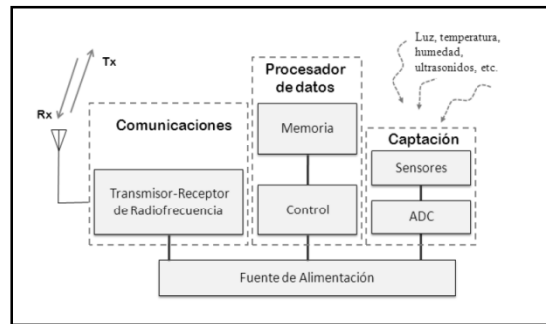 Tx
Rx
Comunicaciones
Transmisor-Receptor
de Radiofrecuencia
Procesador
de datos
Memoria
Control
Luz, temperatura,
humedad,
ultrasonidos, etc.
Captación
Sensores
ADC
Fuente de Alimentación